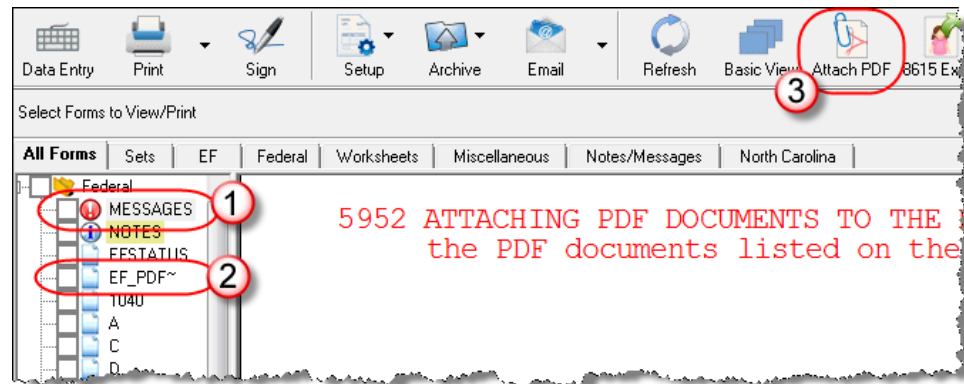 Data Entry Print Sign Setup Archive Email Refresh Basic View Attach PDF 8615 Ex
3
Select Forms to View/Print
All Forms Sets EF Federal Worksheets Miscellaneous Notes/Messages North Carolina
Federal
MESSAGES 1
NOTES
EFSTATUS
EF_PDF~ 2
1040
A
C
D
5952 ATTACHING PDF DOCUMENTS TO THE
the PDF documents listed on the